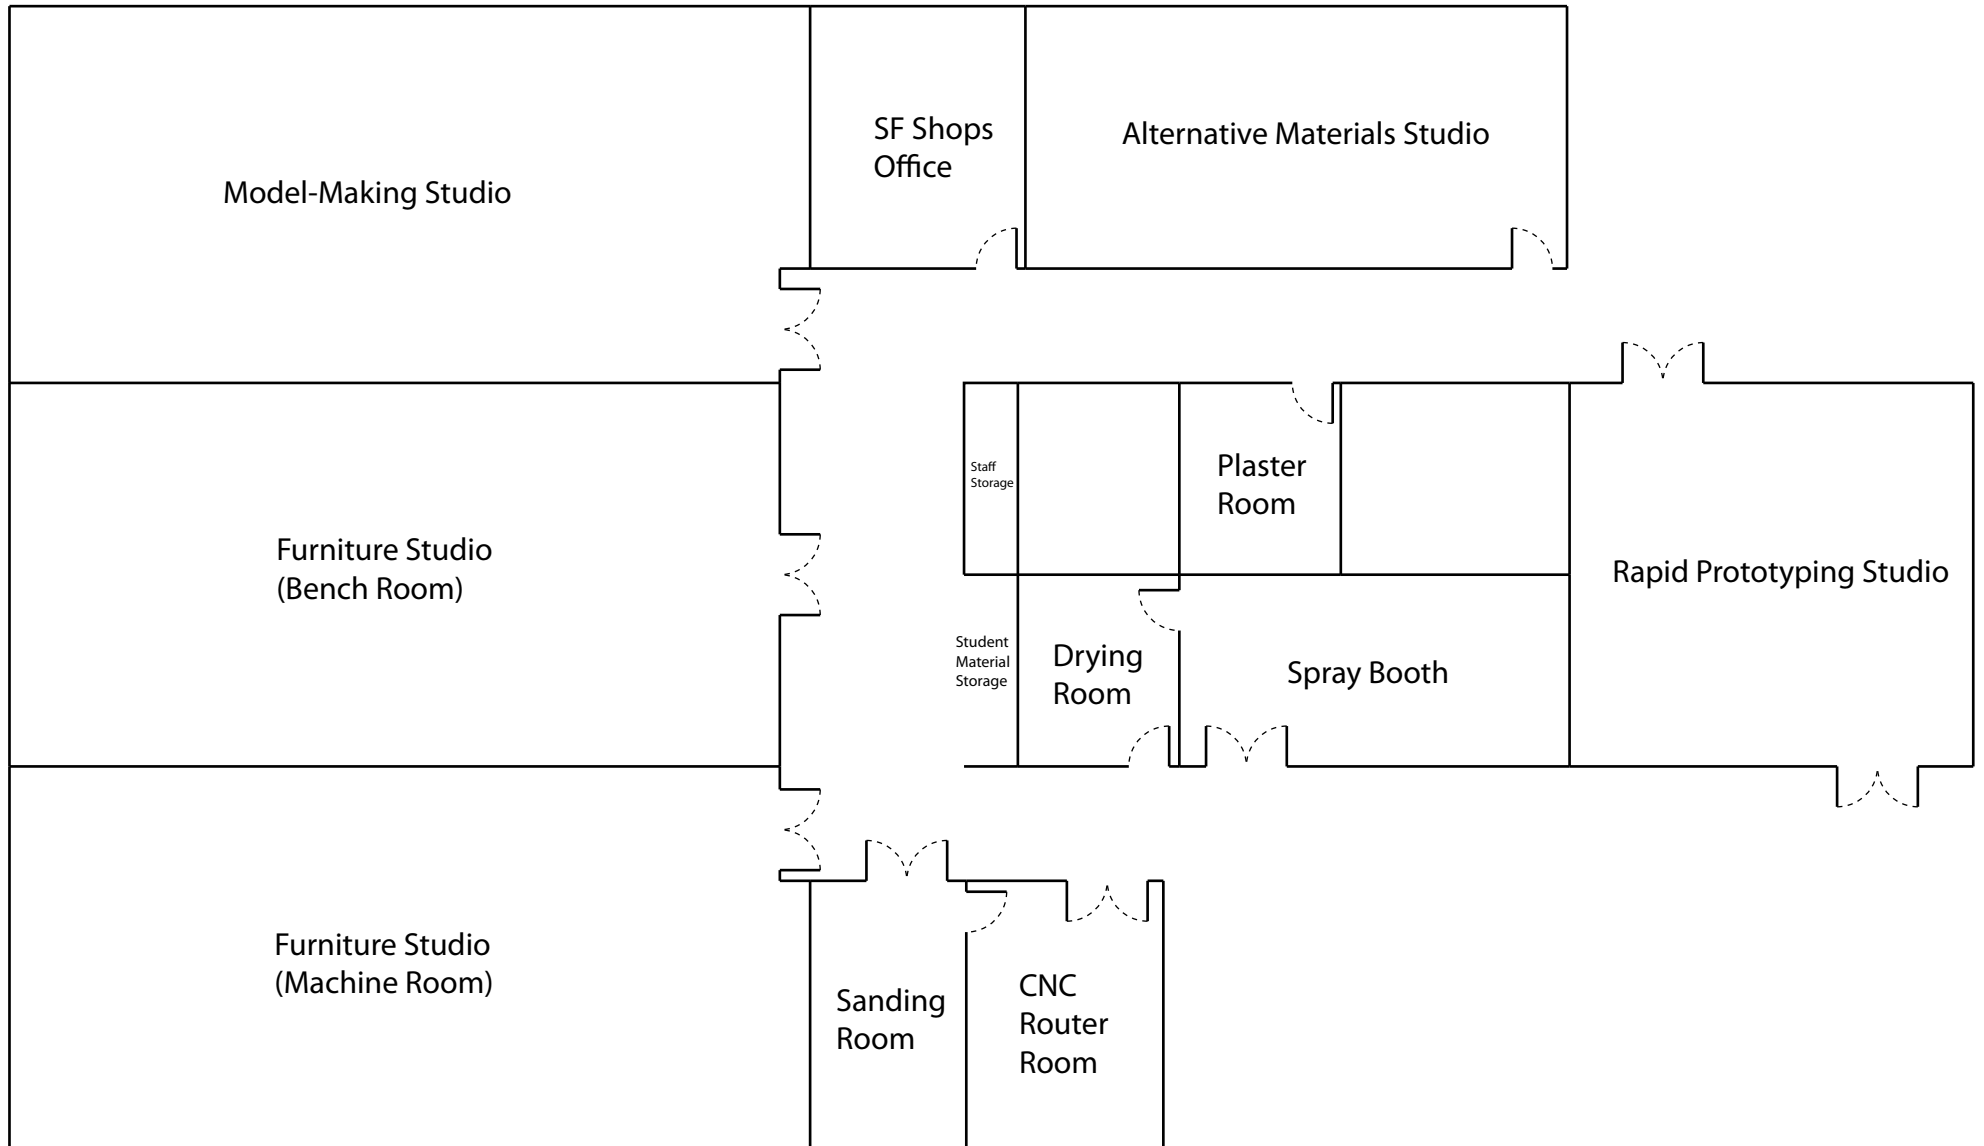 SF Shops
Office
Alternative Materials Studio
Model-Making Studio
Staff
Storage
Plaster
Room
Furniture Studio
(Bench Room)
Rapid Prototyping Studio
Student
Material
Storage
Drying
Room
Spray Booth
Furniture Studio
(Machine Room)
Sanding
Room
CNC
Router
Room